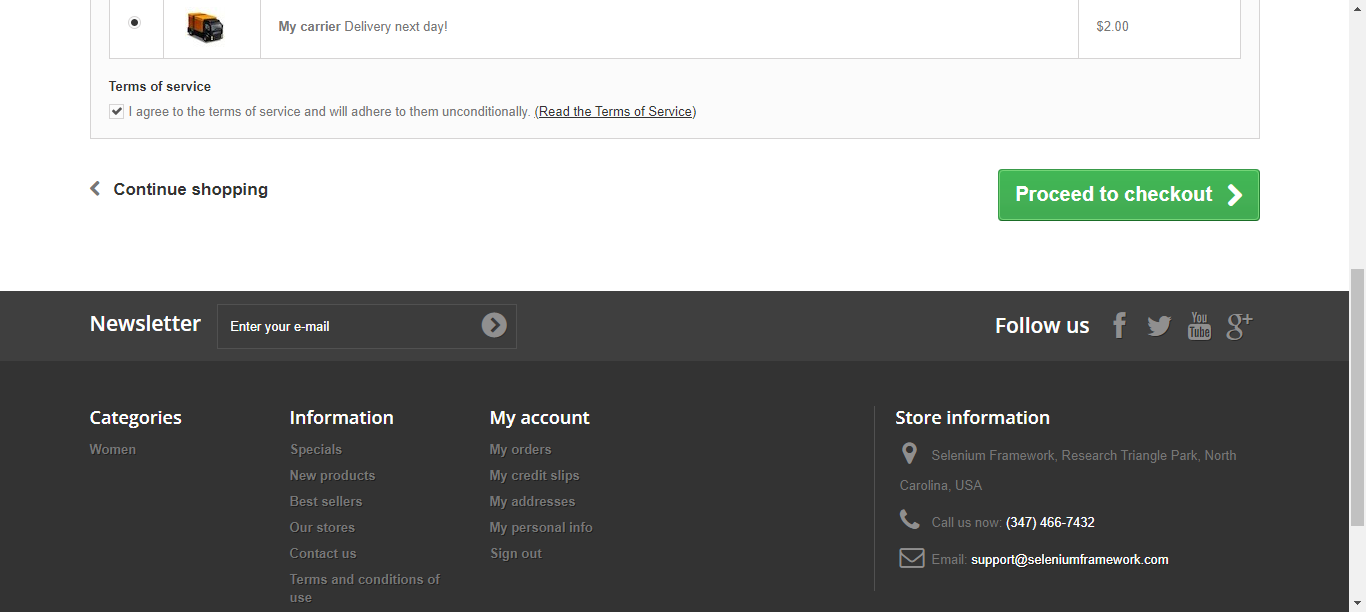 My carrier Delivery next day!
$2.00
Terms of service
I agree to the terms of service and will adhere to them unconditionally. (Read the Terms of Service)
Continue shopping
Proceed to checkout
Newsletter
Enter your e-mail
Follow us
You
Tube
g+
Categories
Women
Information
Specials
New products
Best sellers
Our stores
Contact us
Terms and conditions of
use
My account
My orders
My credit slips
My addresses
My personal info
Sign out
Store information
Selenium Framework, Research Triangle Park, North
Carolina, USA
Call us now: (347) 466-7432
Email: support@seleniumframework.com